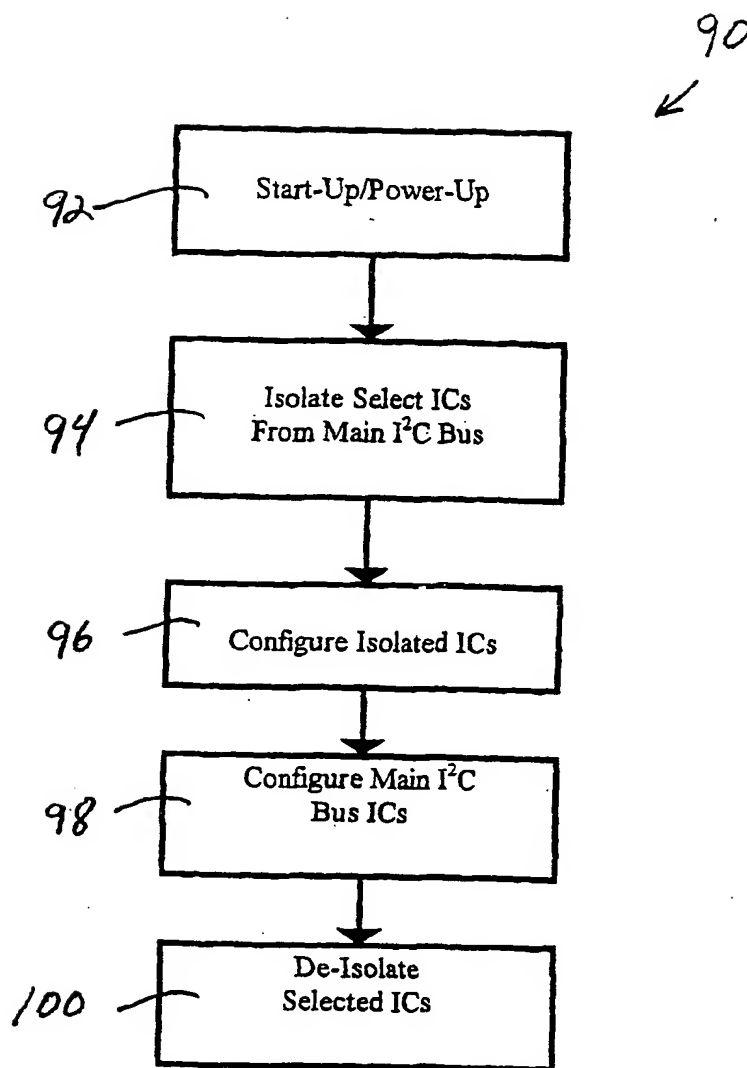 90
92
Start-Up/Power-Up
94
Isolate Select ICs
From Main I²C Bus
96
Configure Isolated ICs
98
Configure Main I²C
Bus ICs
100
De-Isolate
Selected ICs